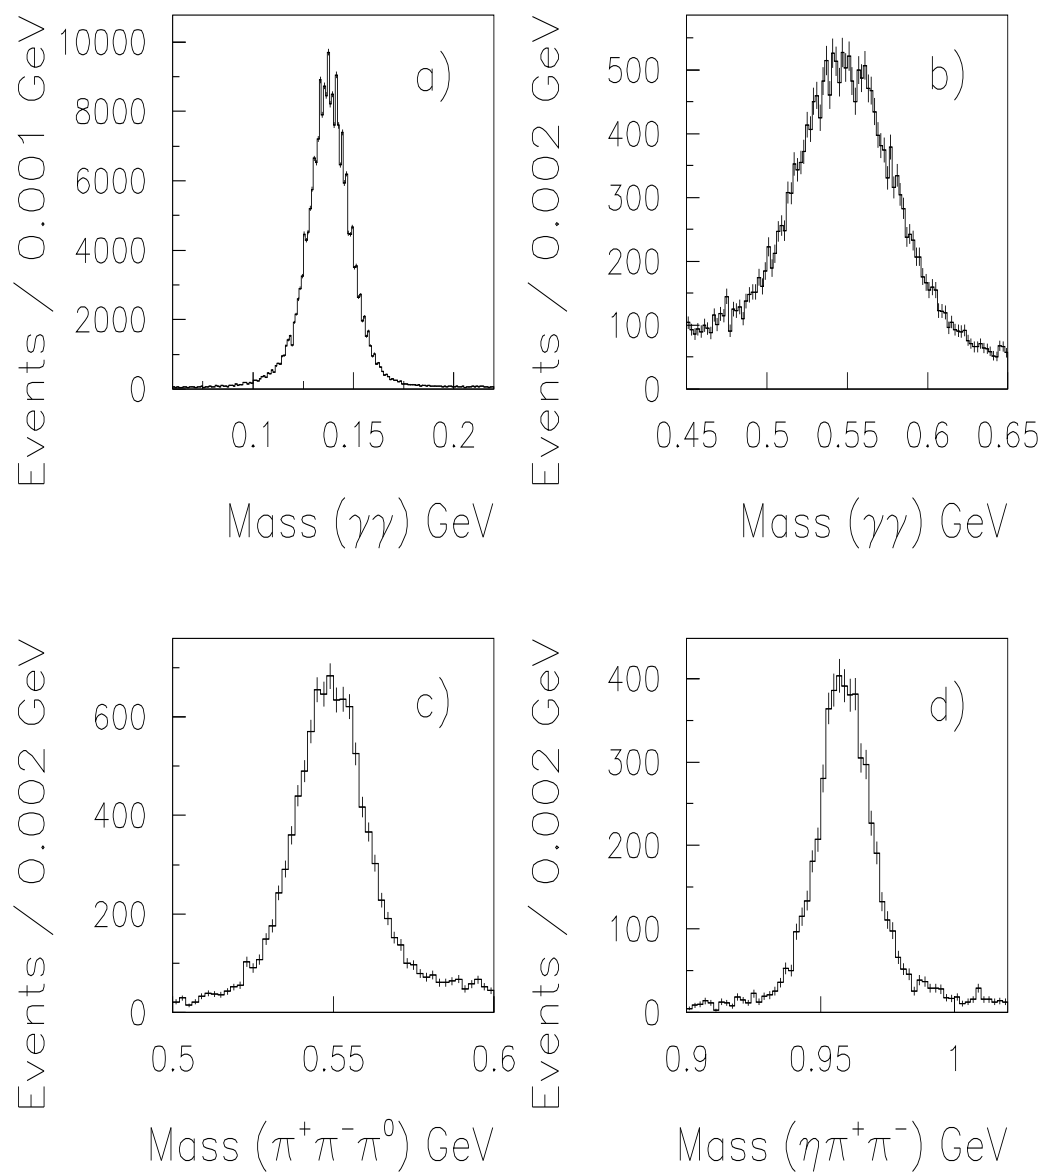 Events / 0.001 GeV
10000
8000
6000
4000
2000
0
a)
0.1 0.15 0.2
Mass (γγ) GeV
Events / 0.002 GeV
500
400
300
200
100
0
b)
0.45 0.5 0.55 0.6 0.65
Mass (γγ) GeV
Events / 0.002 GeV
600
400
200
0
c)
0.5 0.55 0.6
Mass (π⁺π⁻π⁰) GeV
Events / 0.002 GeV
400
300
200
100
0
d)
0.9 0.95 1
Mass (ηπ⁺π⁻) GeV